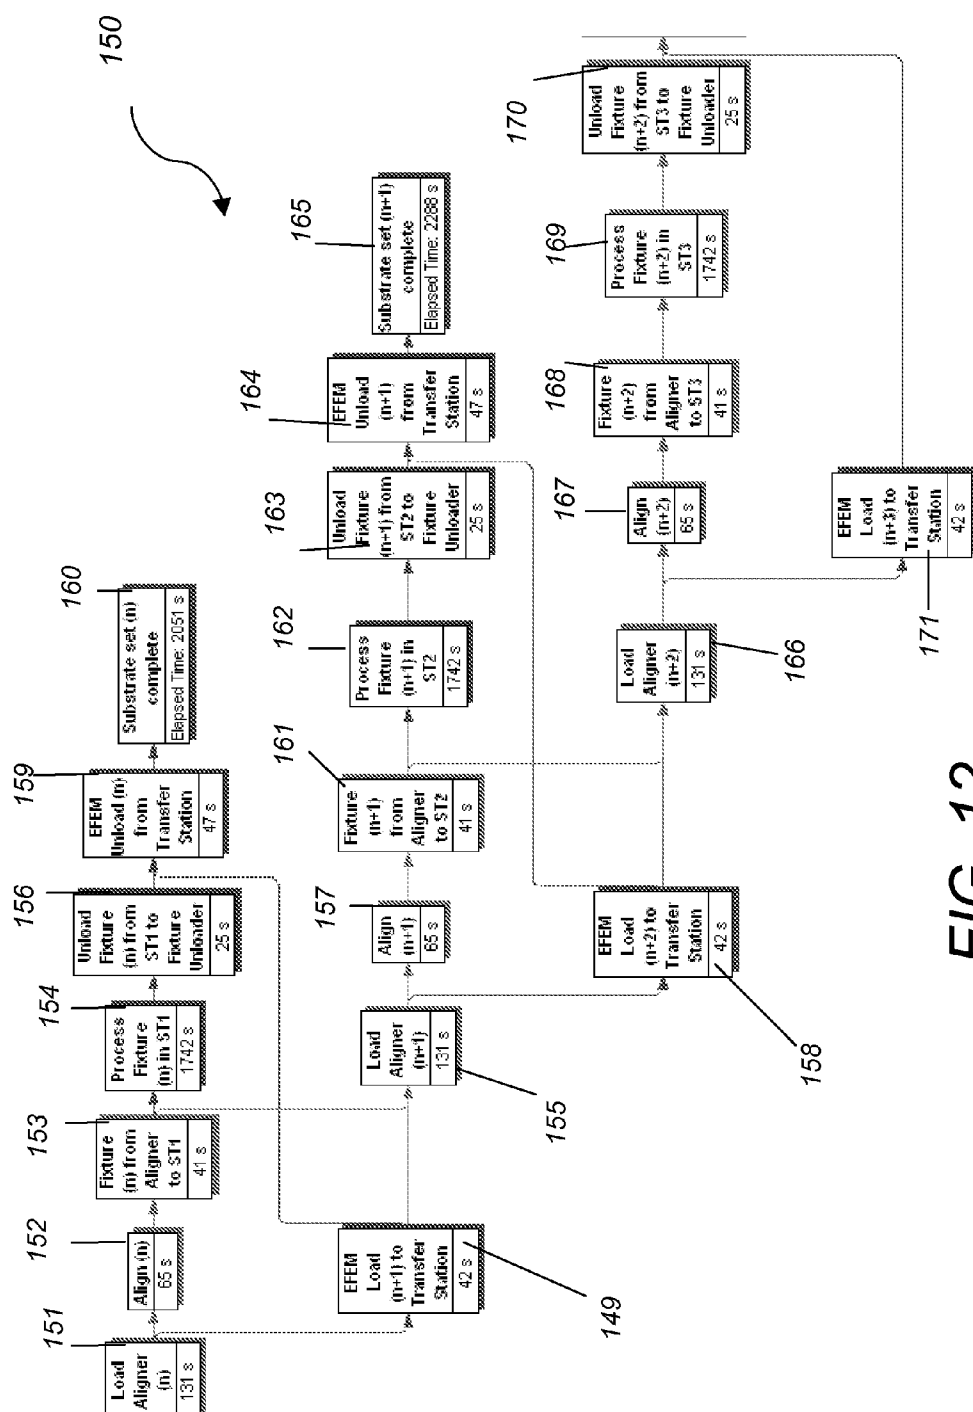 150
151
Load
Aligner
(n)
131 s
152
Align (n)
65 s
153
Fixture
(n) from
Aligner
to ST1
41 s
154
Process
Fixture
(n) in ST1
1742 s
156
Unload
Fixture
(n) from
ST1 to
Fixture
Unloader
25 s
159
EFEM
Unload (n)
from
Transfer
Station
47 s
160
Substrate set (n)
complete
Elapsed Time: 2051 s
149
EFEM
Load
(n+1) to
Transfer
Station
42 s
155
Load
Aligner
(n+1)
131 s
157
Align
(n+1)
65 s
161
Fixture
(n+1)
from
Aligner
to ST2
41 s
162
Process
Fixture
(n+1) in
ST2
1742 s
163
Unload
Fixture
(n+1) from
ST2 to
Fixture
Unloader
25 s
164
EFEM
Unload
(n+1)
from
Transfer
Station
47 s
165
Substrate set (n+1)
complete
Elapsed Time: 2288 s
158
EFEM
Load
(n+2) to
Transfer
Station
42 s
166
Load
Aligner
(n+2)
131 s
167
Align
(n+2)
65 s
168
Fixture
(n+2)
from
Aligner
to ST3
41 s
169
Process
Fixture
(n+2) in
ST3
1742 s
170
Unload
Fixture
(n+2) from
ST3 to
Fixture
Unloader
25 s
171
EFEM
Load
(n+3) to
Transfer
Station
42 s
FIG. 12